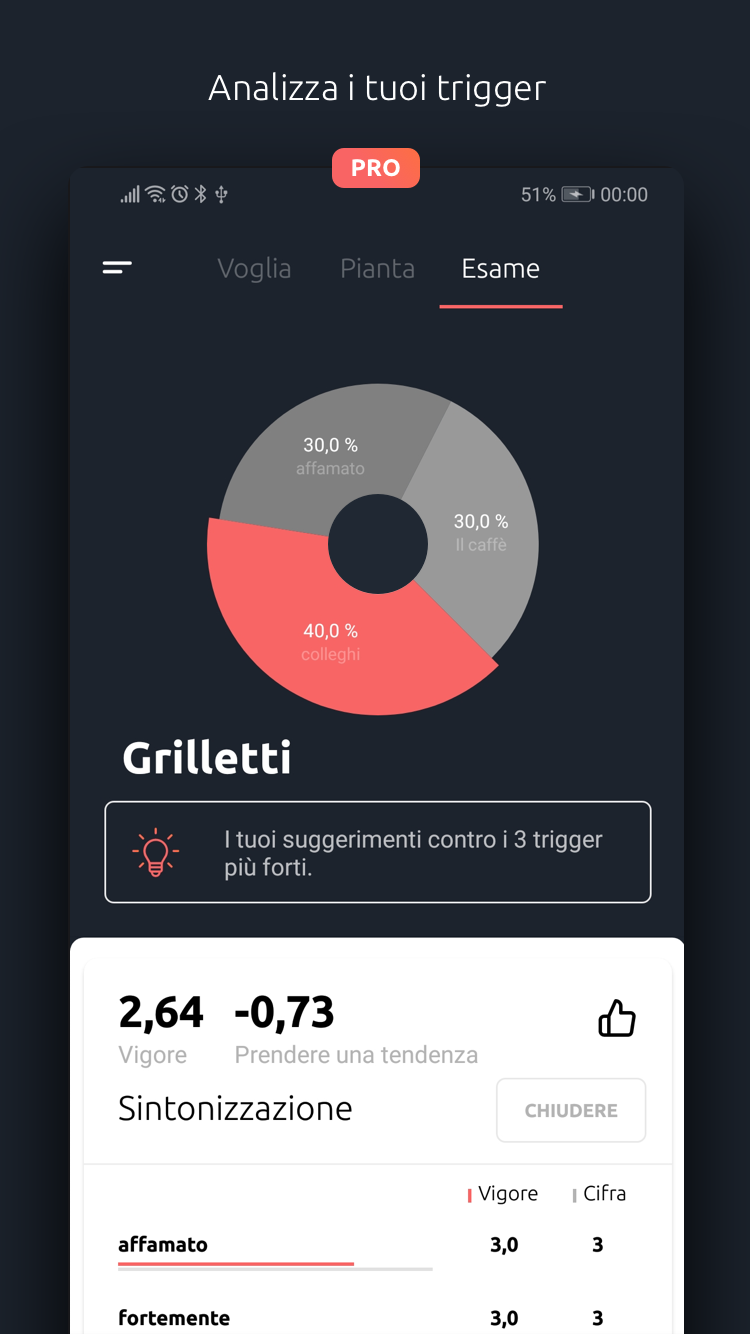 Analizza i tuoi trigger
PRO
51% 00:00
Voglia Pianta Esame
30,0 %
affamato
30,0 %
Il caffè
40,0 %
colleghi
Grilletti
I tuoi suggerimenti contro i 3 trigger
più forti.
2,64 -0,73
Vigore Prendere una tendenza
Sintonizzazione CHIUDERE
Vigore Cifra
affamato 3,0 3
fortemente 3,0 3